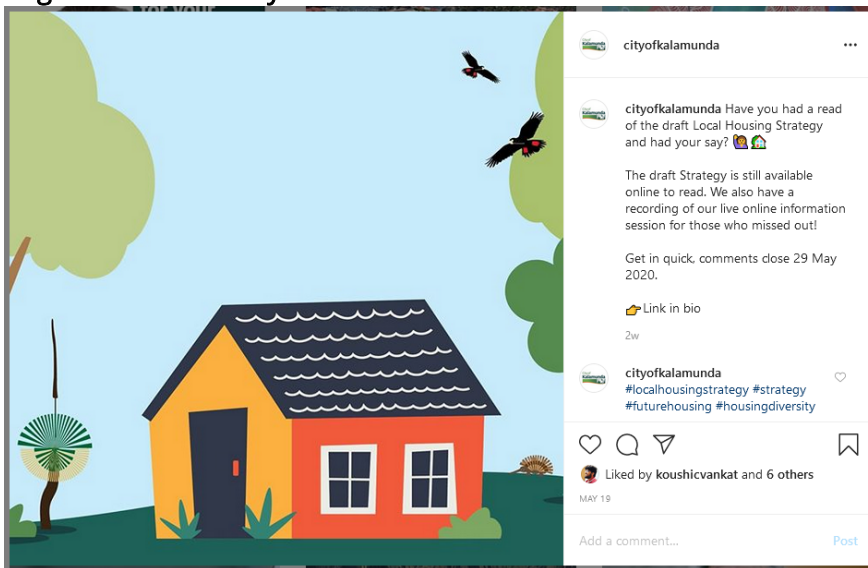 for your
cityofkalamunda
cityofkalamunda Have you had a read
of the draft Local Housing Strategy
and had your say? 🙋🏠
The draft Strategy is still available
online to read. We also have a
recording of our live online information
session for those who missed out!
Get in quick, comments close 29 May
2020.
👉Link in bio
2w
cityofkalamunda
#localhousingstrategy #strategy
#futurehousing #housingdiversity
Liked by koushicvankat and 6 others
MAY 19
Add a comment... Post